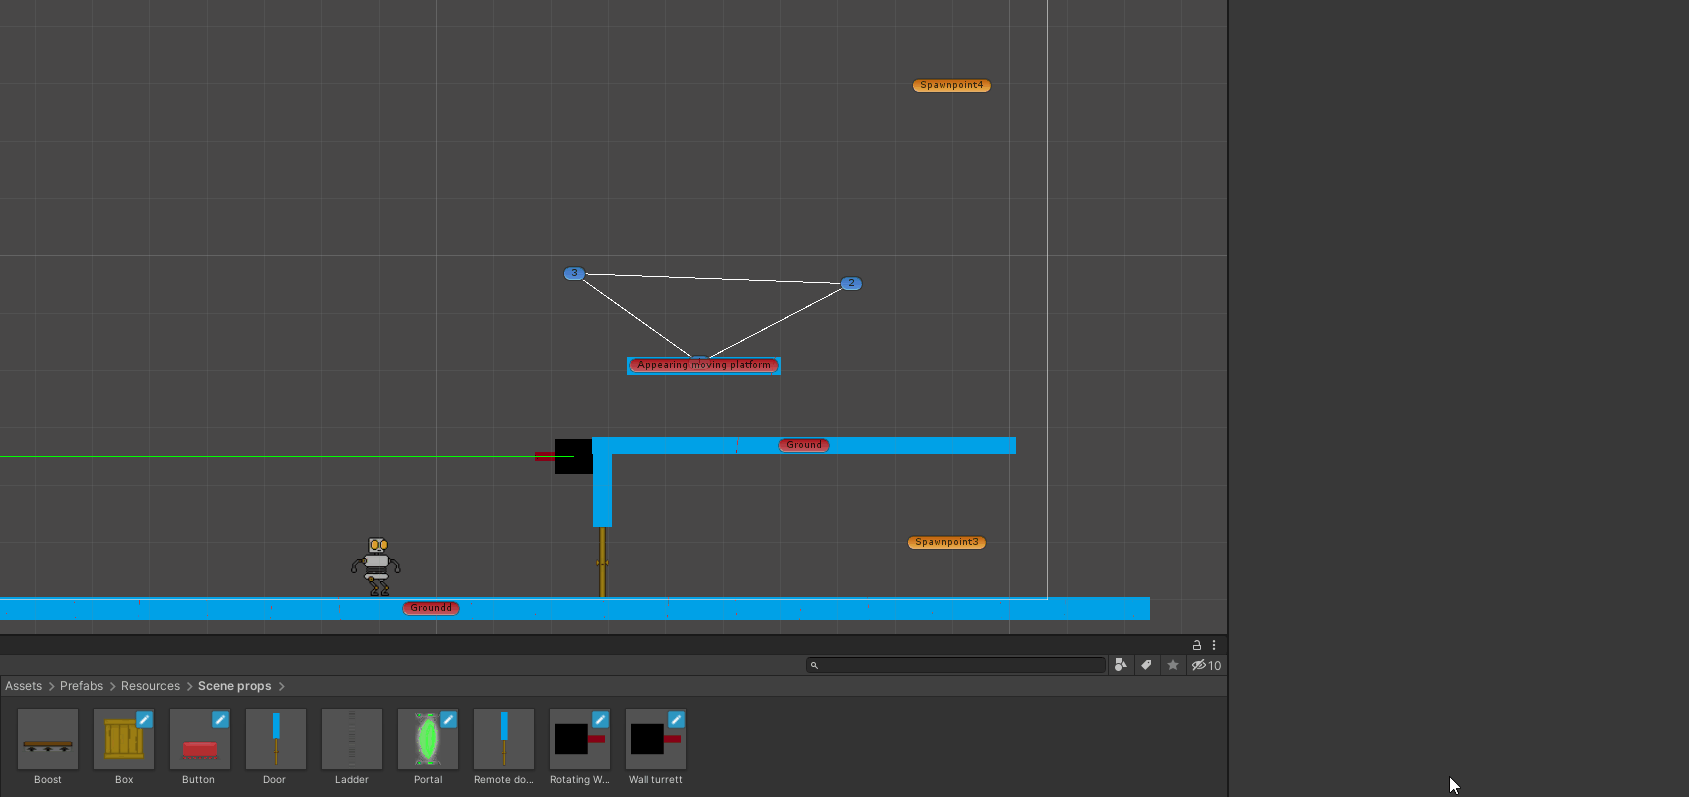 Spawnpoint4
3
2
Appearing moving platform
Ground
Spawnpoint3
Groundd
10
Assets > Prefabs > Resources > Scene props >
Boost
Box
Button
Door
Ladder
Portal
Remote do...
Rotating W...
Wall turrett